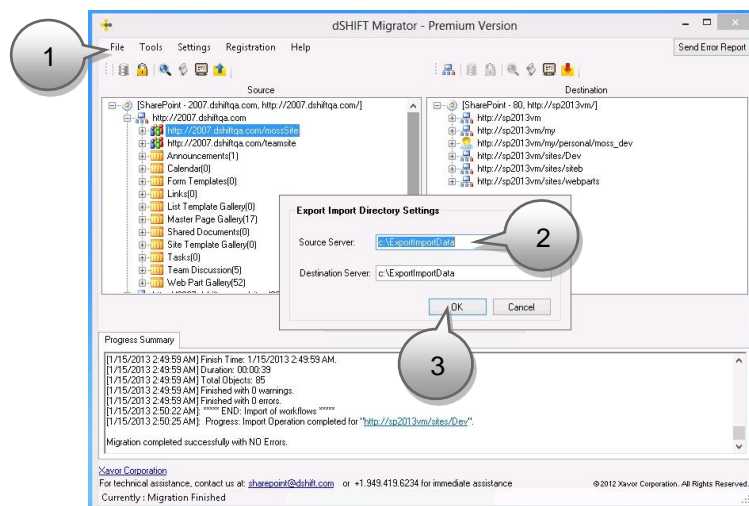 dSHIFT Migrator - Premium Version
1
File Tools Settings Registration Help
Send Error Report
Source
Destination
[SharePoint - 2007.dshiftqa.com, http://2007.dshiftqa.com/]
http://2007.dshiftqa.com
http://2007.dshiftqa.com/mossSite
http://2007.dshiftqa.com/teamsite
Announcements(1)
Calendar(0)
Form Templates(0)
Links(0)
List Template Gallery(0)
Master Page Gallery(17)
Shared Documents(0)
Site Template Gallery(0)
Tasks(0)
Team Discussion(5)
Web Part Gallery(52)
[SharePoint - 80, http://sp2013vm/]
http://sp2013vm
http://sp2013vm/my
http://sp2013vm/my/personal/moss_dev
http://sp2013vm/sites/Dev
http://sp2013vm/sites/siteb
http://sp2013vm/sites/webparts
Export Import Directory Settings
Source Server: c:\ExportImportData
2
Destination Server: c:\ExportImportData
OK Cancel
3
Progress Summary
[1/15/2013 2:49:59 AM] Finish Time: 1/15/2013 2:49:59 AM.
[1/15/2013 2:49:59 AM] Duration: 00:00:39
[1/15/2013 2:49:59 AM] Total Objects: 85
[1/15/2013 2:49:59 AM] Finished with 0 warnings.
[1/15/2013 2:49:59 AM] Finished with 0 errors.
[1/15/2013 2:50:22 AM]: ***** END: Import of workflows *****
[1/15/2013 2:50:25 AM]: Progress: Import Operation completed for "http://sp2013vm/sites/Dev".
Migration completed successfully with NO Errors.
Xavor Corporation
For technical assistance, contact us at: sharepoint@dshift.com or +1.949.419.6234 for immediate assistance
©2012 Xavor Corporation. All Rights Reserved.
Currently : Migration Finished